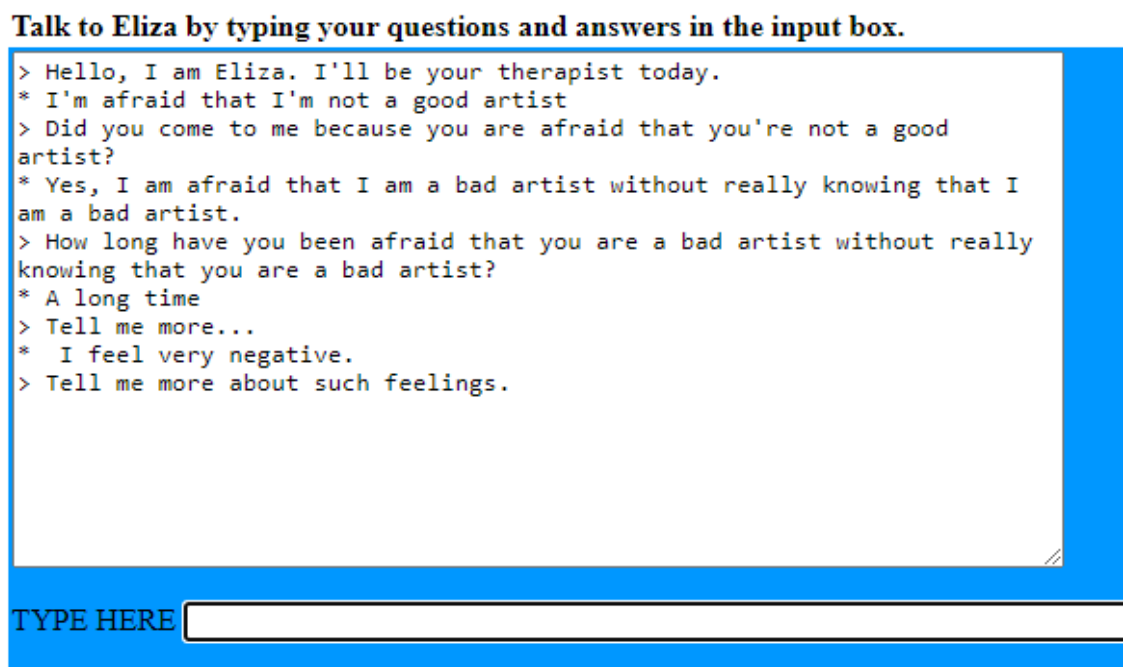 Talk to Eliza by typing your questions and answers in the input box.
> Hello, I am Eliza. I'll be your therapist today.
* I'm afraid that I'm not a good artist
> Did you come to me because you are afraid that you're not a good
artist?
* Yes, I am afraid that I am a bad artist without really knowing that I
am a bad artist.
> How long have you been afraid that you are a bad artist without really
knowing that you are a bad artist?
* A long time
> Tell me more...
*  I feel very negative.
> Tell me more about such feelings.
TYPE HERE